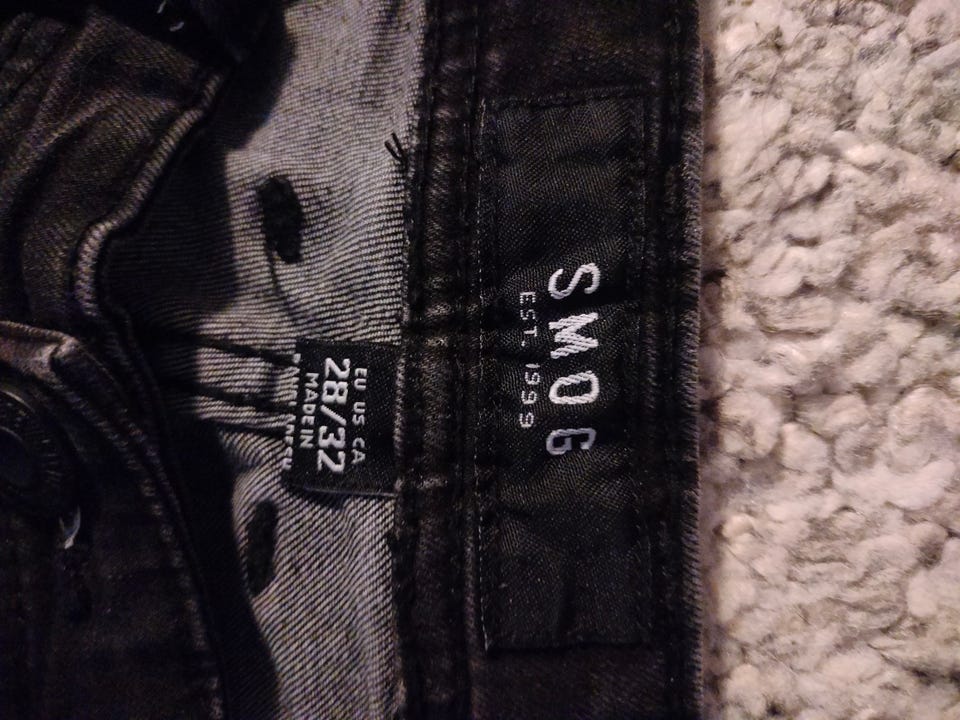 SMOG
EST. 1999
EU US CA
28/32
MADE IN